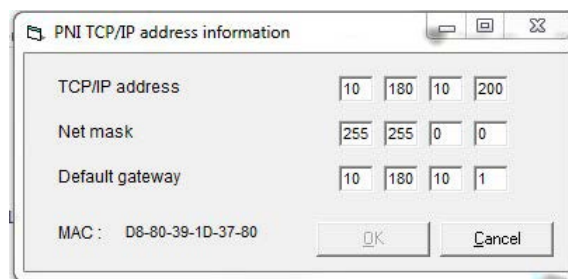 PNI TCP/IP address information
TCP/IP address 10 180 10 200
Net mask 255 255 0 0
Default gateway 10 180 10 1
MAC : D8-80-39-1D-37-80 OK Cancel